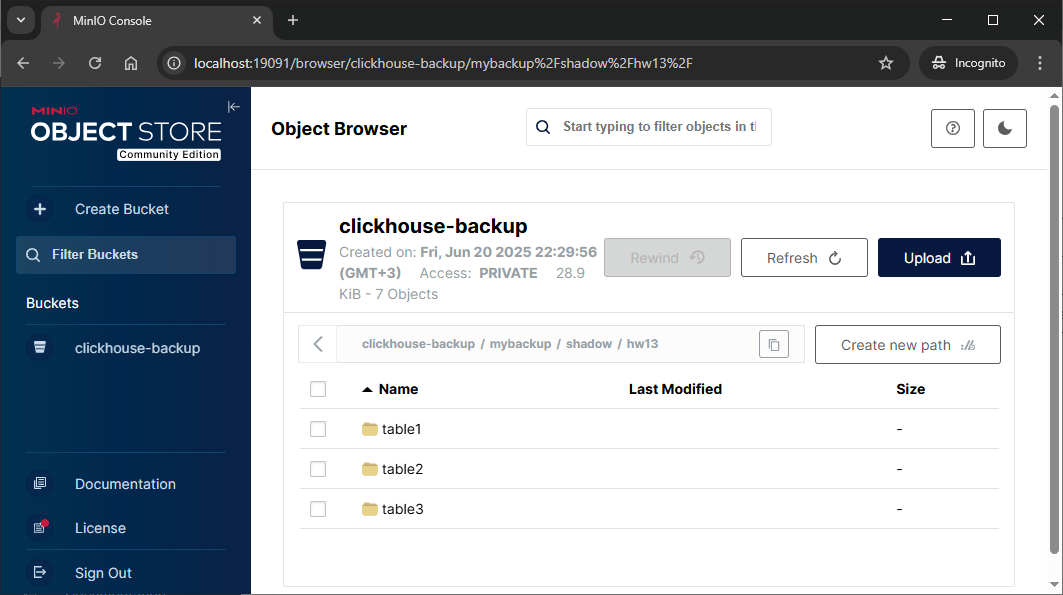 MinIO Console
localhost:19091/browser/clickhouse-backup/mybackup%2Fshadow%2Fhw13%2F
Incognito
MINIO
OBJECT STORE
Community Edition
Create Bucket
Filter Buckets
Buckets
clickhouse-backup
Documentation
License
Sign Out
Object Browser
Start typing to filter objects in tl
clickhouse-backup
Created on: Fri, Jun 20 2025 22:29:56
(GMT+3) Access: PRIVATE 28.9
KiB - 7 Objects
Rewind
Refresh
Upload
clickhouse-backup / mybackup / shadow / hw13
Create new path
Name Last Modified Size
table1 -
table2 -
table3 -